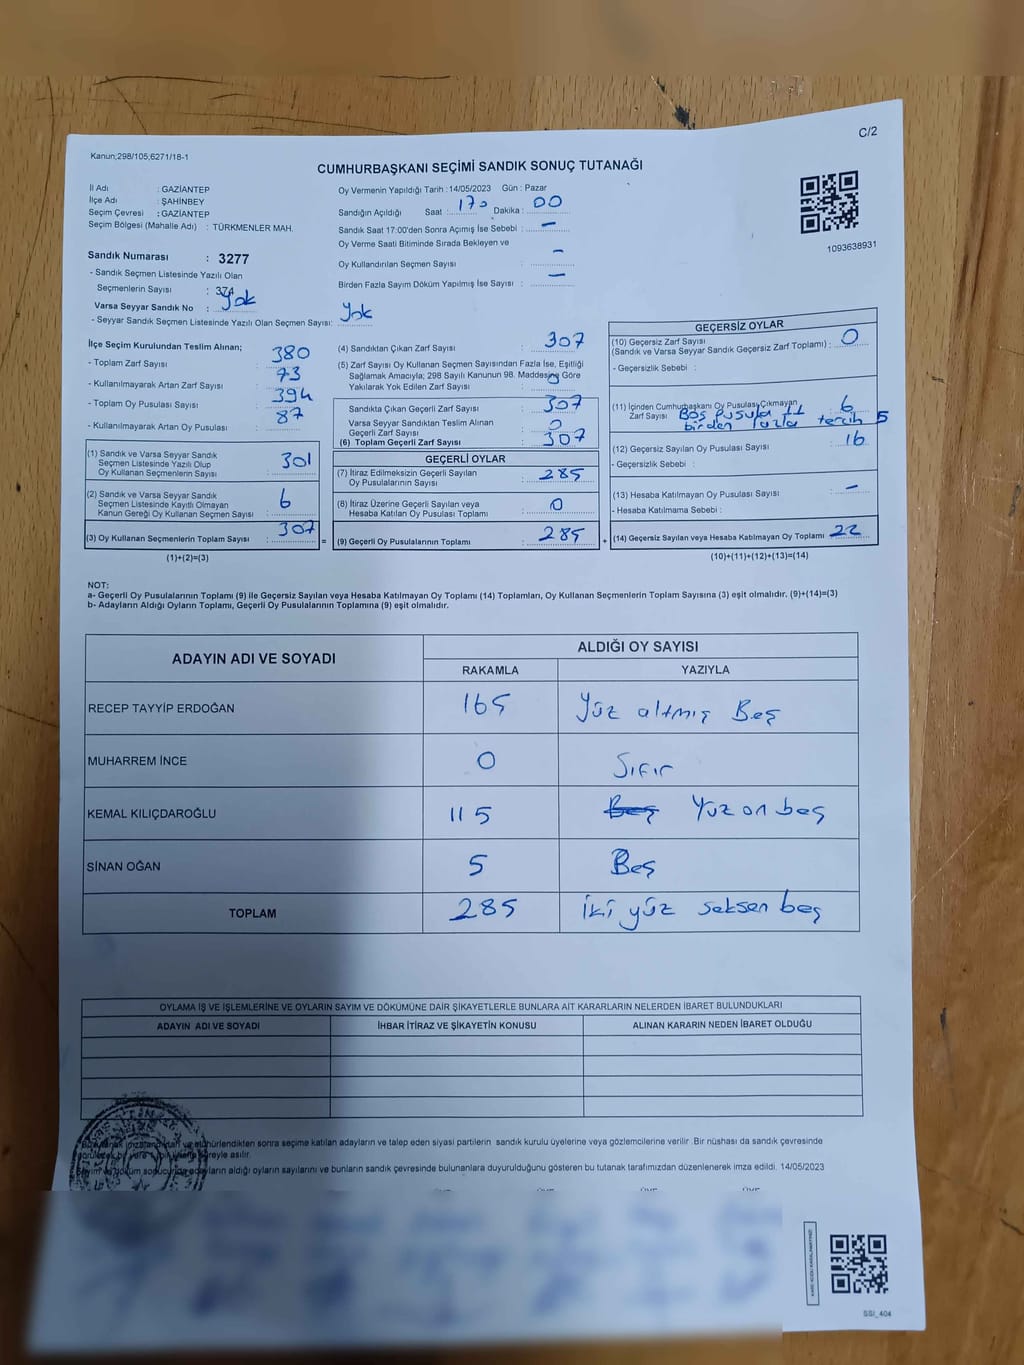 C/2
Kanun;298/105,6271/18-1
CUMHURBAŞKANI SEÇİMİ SANDIK SONUÇ TUTANAĞI
İl Adı : GAZİANTEP
İlçe Adı : ŞAHİNBEY
Seçim Çevresi : GAZİANTEP
Seçim Bölgesi (Mahalle Adı) : TÜRKMENLER MAH.
Sandık Numarası : 3277
- Sandık Seçmen Listesinde Yazılı Olan
Seçmenlerin Sayısı : 374
Varsa Seyyar Sandık No : Yok
- Seyyar Sandık Seçmen Listesinde Yazılı Olan Seçmen Sayısı: Yok
Oy Vermenin Yapıldığı Tarih : 14/05/2023 Gün : Pazar
Sandığın Açıldığı Saat : 17 Dakika : 00
Sandık Saat 17:00'den Sonra Açımış İse Sebebi : -
Oy Verme Saati Bitiminde Sırada Bekleyen ve
Oy Kullandırılan Seçmen Sayısı : -
Birden Fazla Sayım Döküm Yapılmış İse Sayısı : -
1093638931
İlçe Seçim Kurulundan Teslim Alınan;
- Toplam Zarf Sayısı : 380
- Kullanılmayarak Artan Zarf Sayısı : 73
- Toplam Oy Pusulası Sayısı : 394
- Kullanılmayarak Artan Oy Pusulası : 87
(1) Sandık ve Varsa Seyyar Sandık
Seçmen Listesinde Yazılı Olup
Oy Kullanan Seçmenlerin Sayısı : 301
(2) Sandık ve Varsa Seyyar Sandık
Seçmen Listesinde Kayıtlı Olmayan
Kanun Gereği Oy Kullanan Seçmen Sayısı : 6
(3) Oy Kullanan Seçmenlerin Toplam Sayısı : 307
(1)+(2)=(3)
(4) Sandıktan Çıkan Zarf Sayısı : 307
(5) Zarf Sayısı Oy Kullanan Seçmen Sayısından Fazla İse, Eşitliği
Sağlamak Amacıyla; 298 Sayılı Kanunun 98. Maddesine Göre
Yakılarak Yok Edilen Zarf Sayısı : 0
Sandıkta Çıkan Geçerli Zarf Sayısı : 307
Varsa Seyyar Sandıktan Teslim Alınan
Geçerli Zarf Sayısı : 0
(6) Toplam Geçerli Zarf Sayısı : 307
GEÇERLİ OYLAR
(7) İtiraz Edilmeksizin Geçerli Sayılan
Oy Pusulalarının Sayısı : 285
(8) İtiraz Üzerine Geçerli Sayılan veya
Hesaba Katılan Oy Pusulası Toplamı : 0
= (9) Geçerli Oy Pusulalarının Toplamı : 285
GEÇERSİZ OYLAR
(10) Geçersiz Zarf Sayısı
(Sandık ve Varsa Seyyar Sandık Geçersiz Zarf Toplamı) : 0
- Geçersizlik Sebebi :
(11) İçinden Cumhurbaşkanı Oy Pusulası Çıkmayan
Zarf Sayısı : 6
Boş Pusula 11
birden fazla tercih 5
(12) Geçersiz Sayılan Oy Pusulası Sayısı : 16
- Geçersizlik Sebebi :
(13) Hesaba Katılmayan Oy Pusulası Sayısı : -
- Hesaba Katılmama Sebebi :
+ (14) Geçersiz Sayılan veya Hesaba Katılmayan Oy Toplamı : 22
(10)+(11)+(12)+(13)=(14)
NOT:
a- Geçerli Oy Pusulalarının Toplamı (9) ile Geçersiz Sayılan veya Hesaba Katılmayan Oy Toplamı (14) Toplamları, Oy Kullanan Seçmenlerin Toplam Sayısına (3) eşit olmalıdır. (9)+(14)=(3)
b- Adayların Aldığı Oyların Toplamı, Geçerli Oy Pusulalarının Toplamına (9) eşit olmalıdır.
ADAYIN ADI VE SOYADI ALDIĞI OY SAYISI
RAKAMLA YAZIYLA
RECEP TAYYİP ERDOĞAN 165 Yüz altmış Beş
MUHARREM İNCE 0 Sıfır
KEMAL KILIÇDAROĞLU 115 Beş Yüz on beş
SİNAN OĞAN 5 Beş
TOPLAM 285 iki yüz seksen beş
OYLAMA İŞ VE İŞLEMLERİNE VE OYLARIN SAYIM VE DÖKÜMÜNE DAİR ŞİKAYETLERLE BUNLARA AİT KARARLARIN NELERDEN İBARET BULUNDUKLARI
ADAYIN ADI VE SOYADI İHBAR İTİRAZ VE ŞİKAYETİN KONUSU ALINAN KARARIN NEDEN İBARET OLDUĞU
sonra seçime katılan adayların ve talep eden siyasi partilerin sandık kurulu üyelerine veya gözlemcilerine verilir .Bir nüshası da sandık çevresinde
süreyle asılır.
adayların aldığı oyların sayılarını ve bunların sandık çevresinde bulunanlara duyurulduğunu gösteren bu tutanak tarafımızdan düzenlenerek imza edildi. 14/05/2023
SSI_404